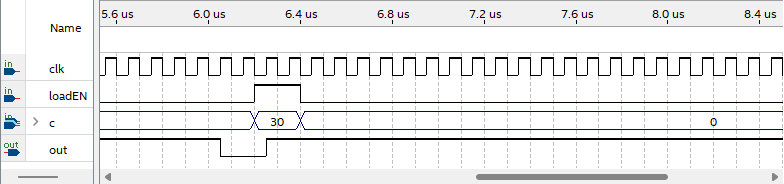 Name 5.6 us 6.0 us 6.4 us 6.8 us 7.2 us 7.6 us 8.0 us 8.4 us
in clk
in loadEN
in c 30 0
out out